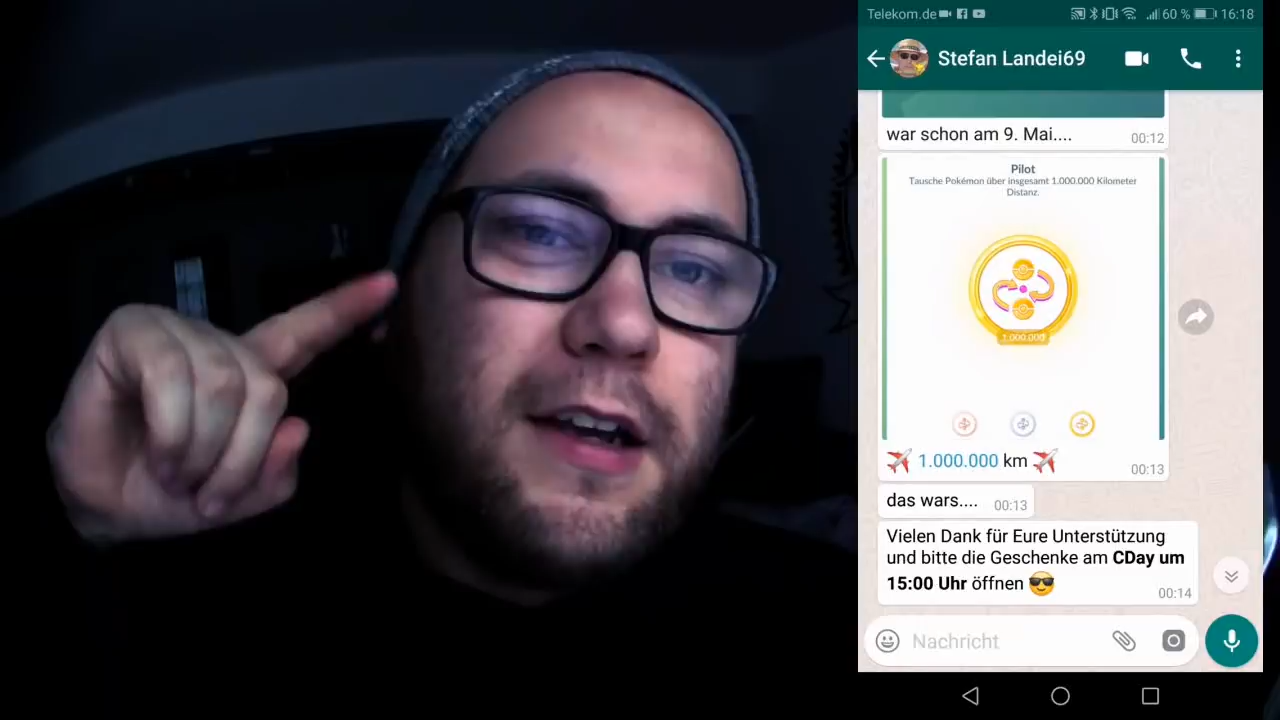 Telekom.de 60 % 16:18
Stefan Landei69
war schon am 9. Mai.... 00:12
Pilot
Tausche Pokémon über insgesamt 1.000.000 Kilometer
Distanz.
1.000.000
1.000.000 km 00:13
das wars.... 00:13
Vielen Dank für Eure Unterstützung
und bitte die Geschenke am CDay um
15:00 Uhr öffnen 00:14
Nachricht